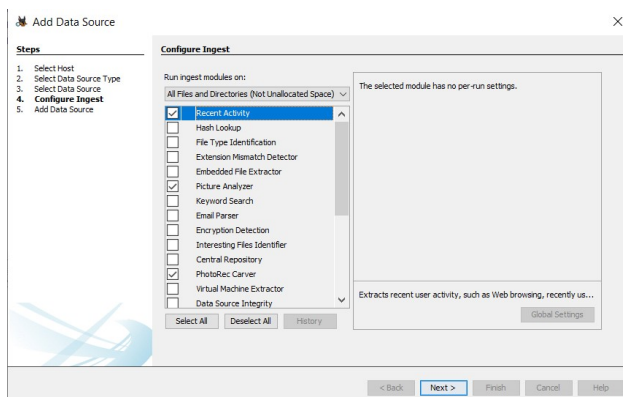 Add Data Source
Steps
1. Select Host
2. Select Data Source Type
3. Select Data Source
4. Configure Ingest
5. Add Data Source
Configure Ingest
Run ingest modules on:
All Files and Directories (Not Unallocated Space)
Recent Activity
Hash Lookup
File Type Identification
Extension Mismatch Detector
Embedded File Extractor
Picture Analyzer
Keyword Search
Email Parser
Encryption Detection
Interesting Files Identifier
Central Repository
PhotoRec Carver
Virtual Machine Extractor
Data Source Integrity
Select All Deselect All History
The selected module has no per-run settings.
Extracts recent user activity, such as Web browsing, recently us...
Global Settings
< Back Next > Finish Cancel Help